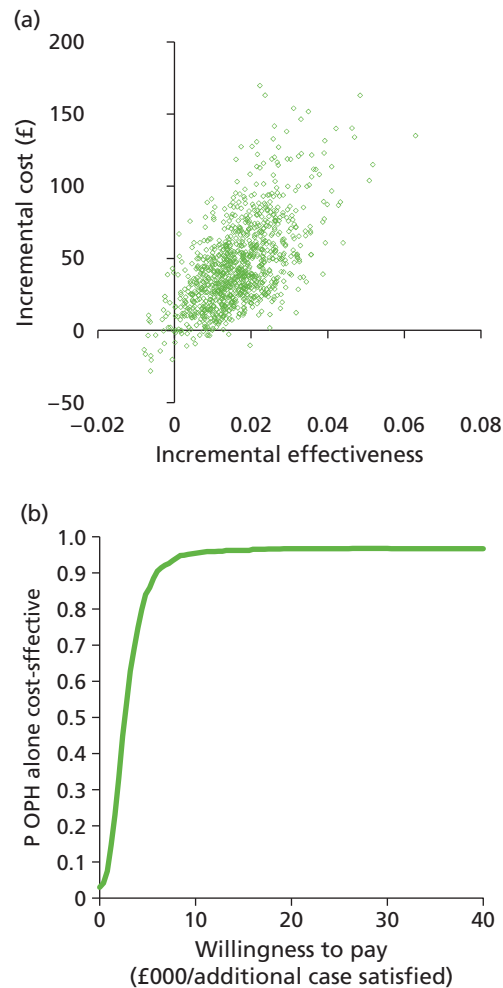 (a)
200
150
100
50
0
−50
Incremental cost (£)
−0.02 0 0.02 0.04 0.06 0.08
Incremental effectiveness
(b)
1.0
0.9
0.8
0.7
0.6
0.5
0.4
0.3
0.2
0.1
0
P OPH alone cost-sffective
0 10 20 30 40
Willingness to pay
(£000/additional case satisfied)